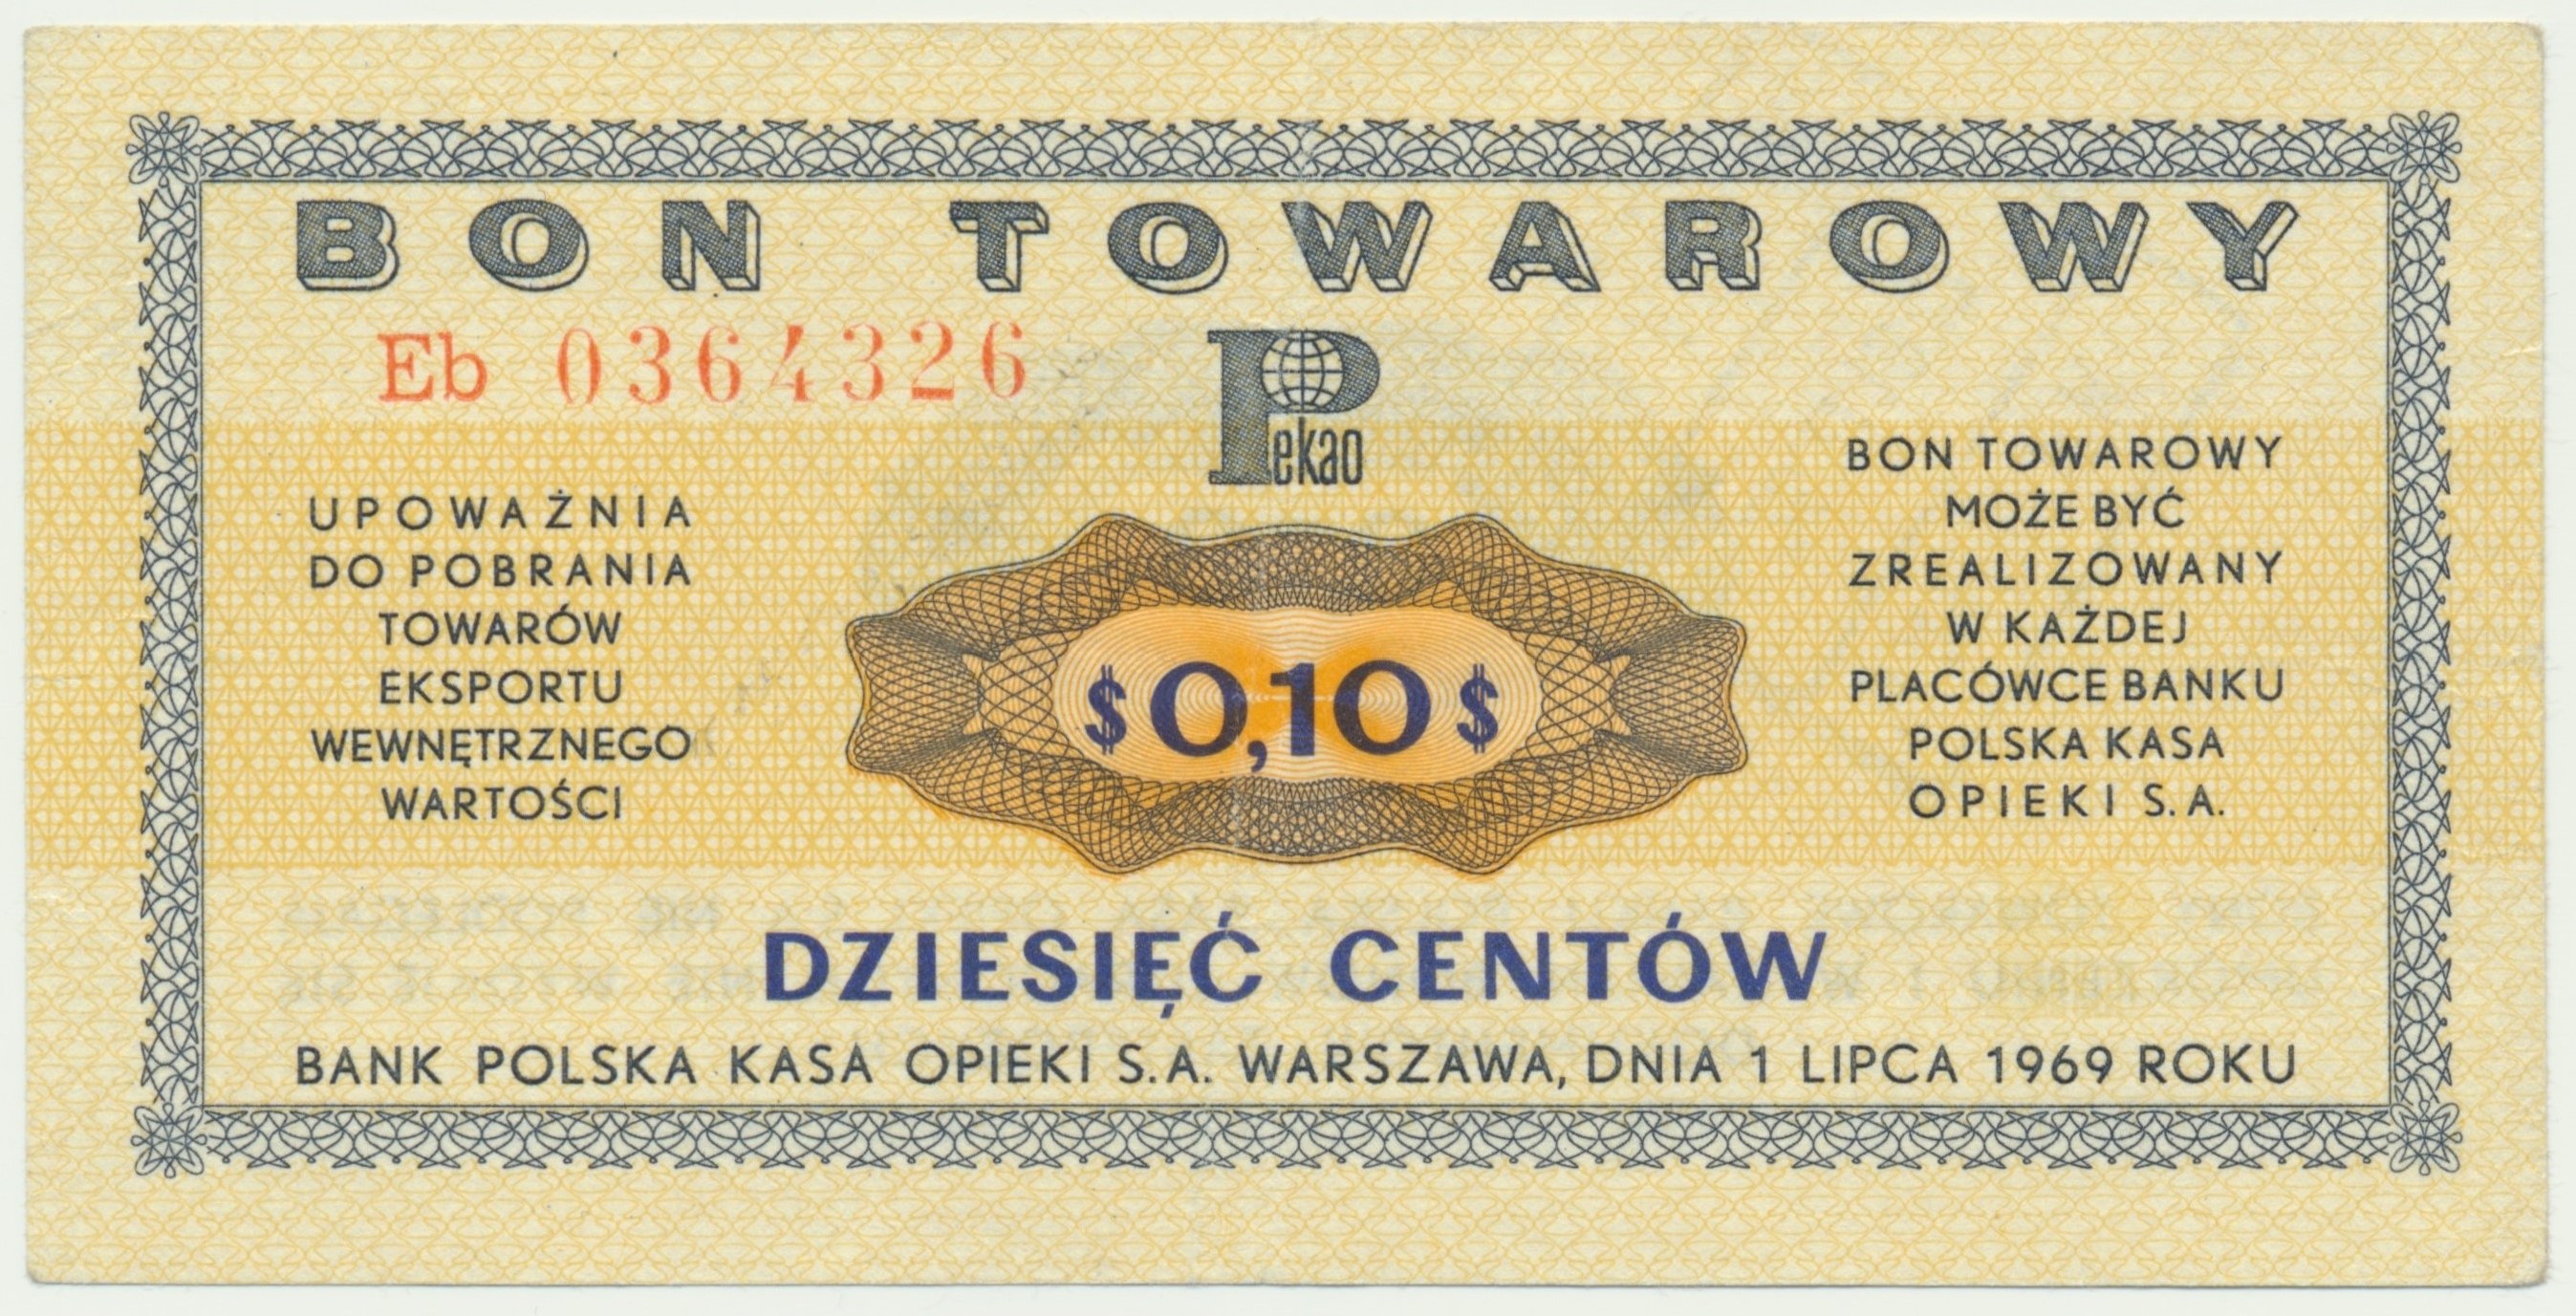 BON TOWAROWY
Eb 0364326
Pekao
UPOWAŻNIA
DO POBRANIA
TOWARÓW
EKSPORTU
WEWNĘTRZNEGO
WARTOŚCI
$0,10$
BON TOWAROWY
MOŻE BYĆ
ZREALIZOWANY
W KAŻDEJ
PLACÓWCE BANKU
POLSKA KASA
OPIEKI S.A.
DZIESIĘĆ CENTÓW
BANK POLSKA KASA OPIEKI S.A. WARSZAWA, DNIA 1 LIPCA 1969 ROKU